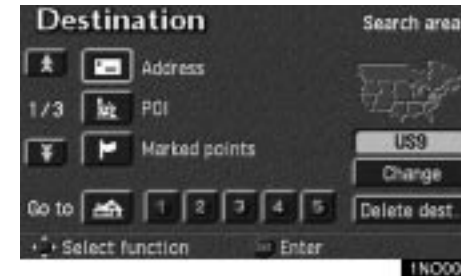 Destination
Search area
Address
1/3
POI
Marked points
US9
Change
Go to
1 2 3 4 5
Delete dest.
Select function
Enter
1NO00